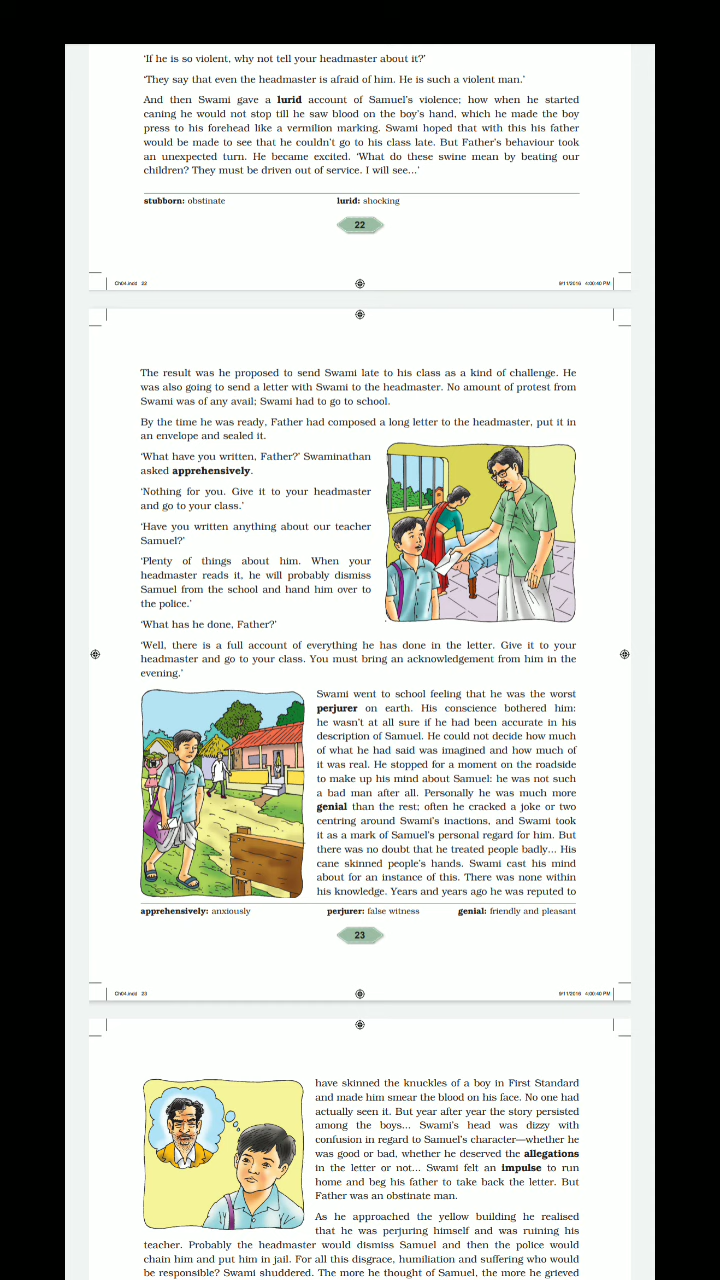 ‘If he is so violent, why not tell your headmaster about it?’
‘They say that even the headmaster is afraid of him. He is such a violent man.’
And then Swami gave a lurid account of Samuel’s violence; how when he started
caning he would not stop till he saw blood on the boy’s hand, which he made the boy
press to his forehead like a vermilion marking. Swami hoped that with this his father
would be made to see that he couldn’t go to his class late. But Father’s behaviour took
an unexpected turn. He became excited. ‘What do these swine mean by beating our
children? They must be driven out of service. I will see...’
stubborn: obstinate lurid: shocking
22
Ch04.indd 22 9/11/2016 4:00:40 PM
The result was he proposed to send Swami late to his class as a kind of challenge. He
was also going to send a letter with Swami to the headmaster. No amount of protest from
Swami was of any avail; Swami had to go to school.
By the time he was ready, Father had composed a long letter to the headmaster, put it in
an envelope and sealed it.
‘What have you written, Father?’ Swaminathan
asked apprehensively.
‘Nothing for you. Give it to your headmaster
and go to your class.’
‘Have you written anything about our teacher
Samuel?’
‘Plenty of things about him. When your
headmaster reads it, he will probably dismiss
Samuel from the school and hand him over to
the police.’
‘What has he done, Father?’
‘Well, there is a full account of everything he has done in the letter. Give it to your
headmaster and go to your class. You must bring an acknowledgement from him in the
evening.’
Swami went to school feeling that he was the worst
perjurer on earth. His conscience bothered him:
he wasn’t at all sure if he had been accurate in his
description of Samuel. He could not decide how much
of what he had said was imagined and how much of
it was real. He stopped for a moment on the roadside
to make up his mind about Samuel: he was not such
a bad man after all. Personally he was much more
genial than the rest; often he cracked a joke or two
centring around Swami’s inactions, and Swami took
it as a mark of Samuel’s personal regard for him. But
there was no doubt that he treated people badly... His
cane skinned people’s hands. Swami cast his mind
about for an instance of this. There was none within
his knowledge. Years and years ago he was reputed to
apprehensively: anxiously perjurer: false witness genial: friendly and pleasant
23
Ch04.indd 23 9/11/2016 4:00:40 PM
have skinned the knuckles of a boy in First Standard
and made him smear the blood on his face. No one had
actually seen it. But year after year the story persisted
among the boys... Swami’s head was dizzy with
confusion in regard to Samuel’s character—whether he
was good or bad, whether he deserved the allegations
in the letter or not... Swami felt an impulse to run
home and beg his father to take back the letter. But
Father was an obstinate man.
As he approached the yellow building he realised
that he was perjuring himself and was ruining his
teacher. Probably the headmaster would dismiss Samuel and then the police would
chain him and put him in jail. For all this disgrace, humiliation and suffering who would
be responsible? Swami shuddered. The more he thought of Samuel, the more he grieved